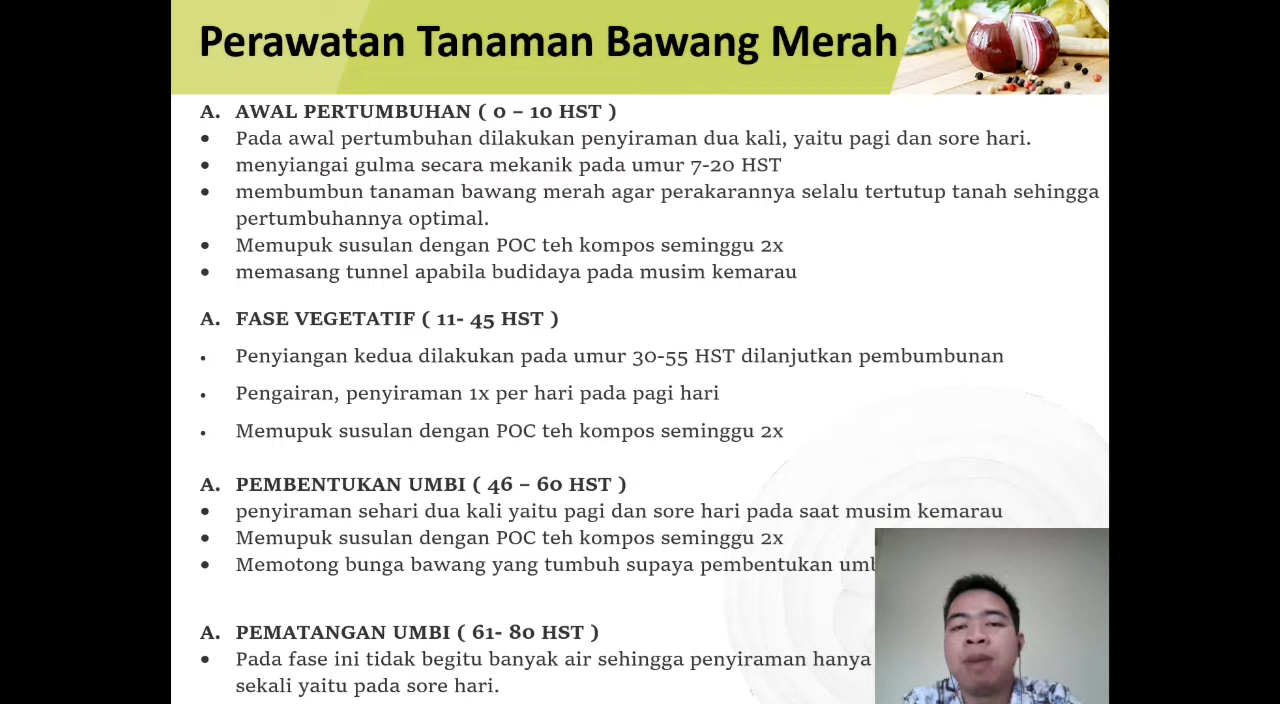 Perawatan Tanaman Bawang Merah
A. AWAL PERTUMBUHAN ( 0 – 10 HST )
• Pada awal pertumbuhan dilakukan penyiraman dua kali, yaitu pagi dan sore hari.
• menyiangai gulma secara mekanik pada umur 7-20 HST
• membumbun tanaman bawang merah agar perakarannya selalu tertutup tanah sehingga
pertumbuhannya optimal.
• Memupuk susulan dengan POC teh kompos seminggu 2x
• memasang tunnel apabila budidaya pada musim kemarau
A. FASE VEGETATIF ( 11- 45 HST )
• Penyiangan kedua dilakukan pada umur 30-55 HST dilanjutkan pembumbunan
• Pengairan, penyiraman 1x per hari pada pagi hari
• Memupuk susulan dengan POC teh kompos seminggu 2x
A. PEMBENTUKAN UMBI ( 46 – 60 HST )
• penyiraman sehari dua kali yaitu pagi dan sore hari pada saat musim kemarau
• Memupuk susulan dengan POC teh kompos seminggu 2x
• Memotong bunga bawang yang tumbuh supaya pembentukan
A. PEMATANGAN UMBI ( 61- 80 HST )
• Pada fase ini tidak begitu banyak air sehingga penyiraman hanya
sekali yaitu pada sore hari.